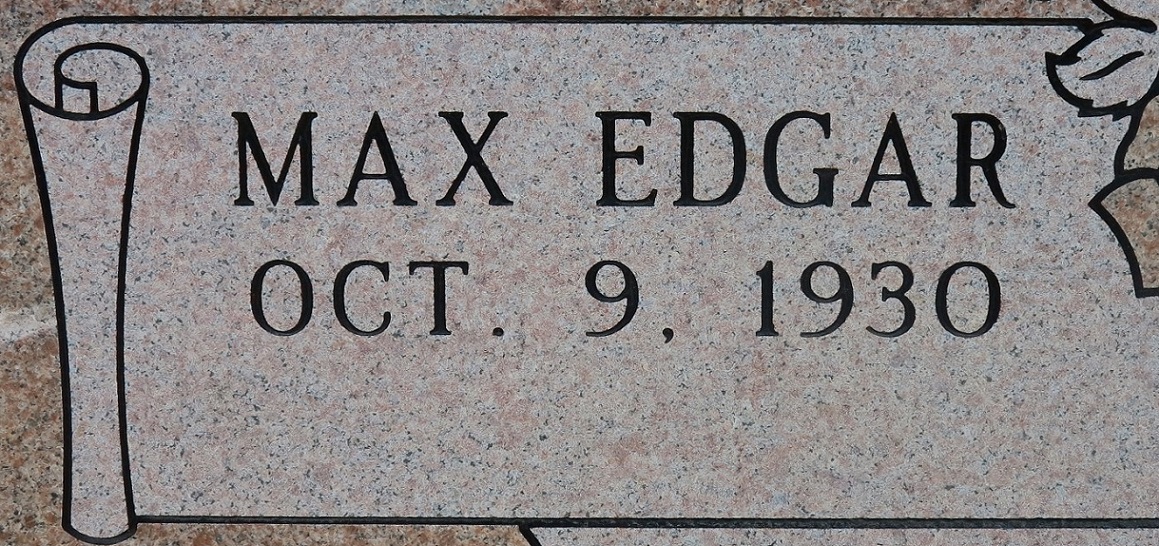 MAX EDGAR
OCT. 9, 1930